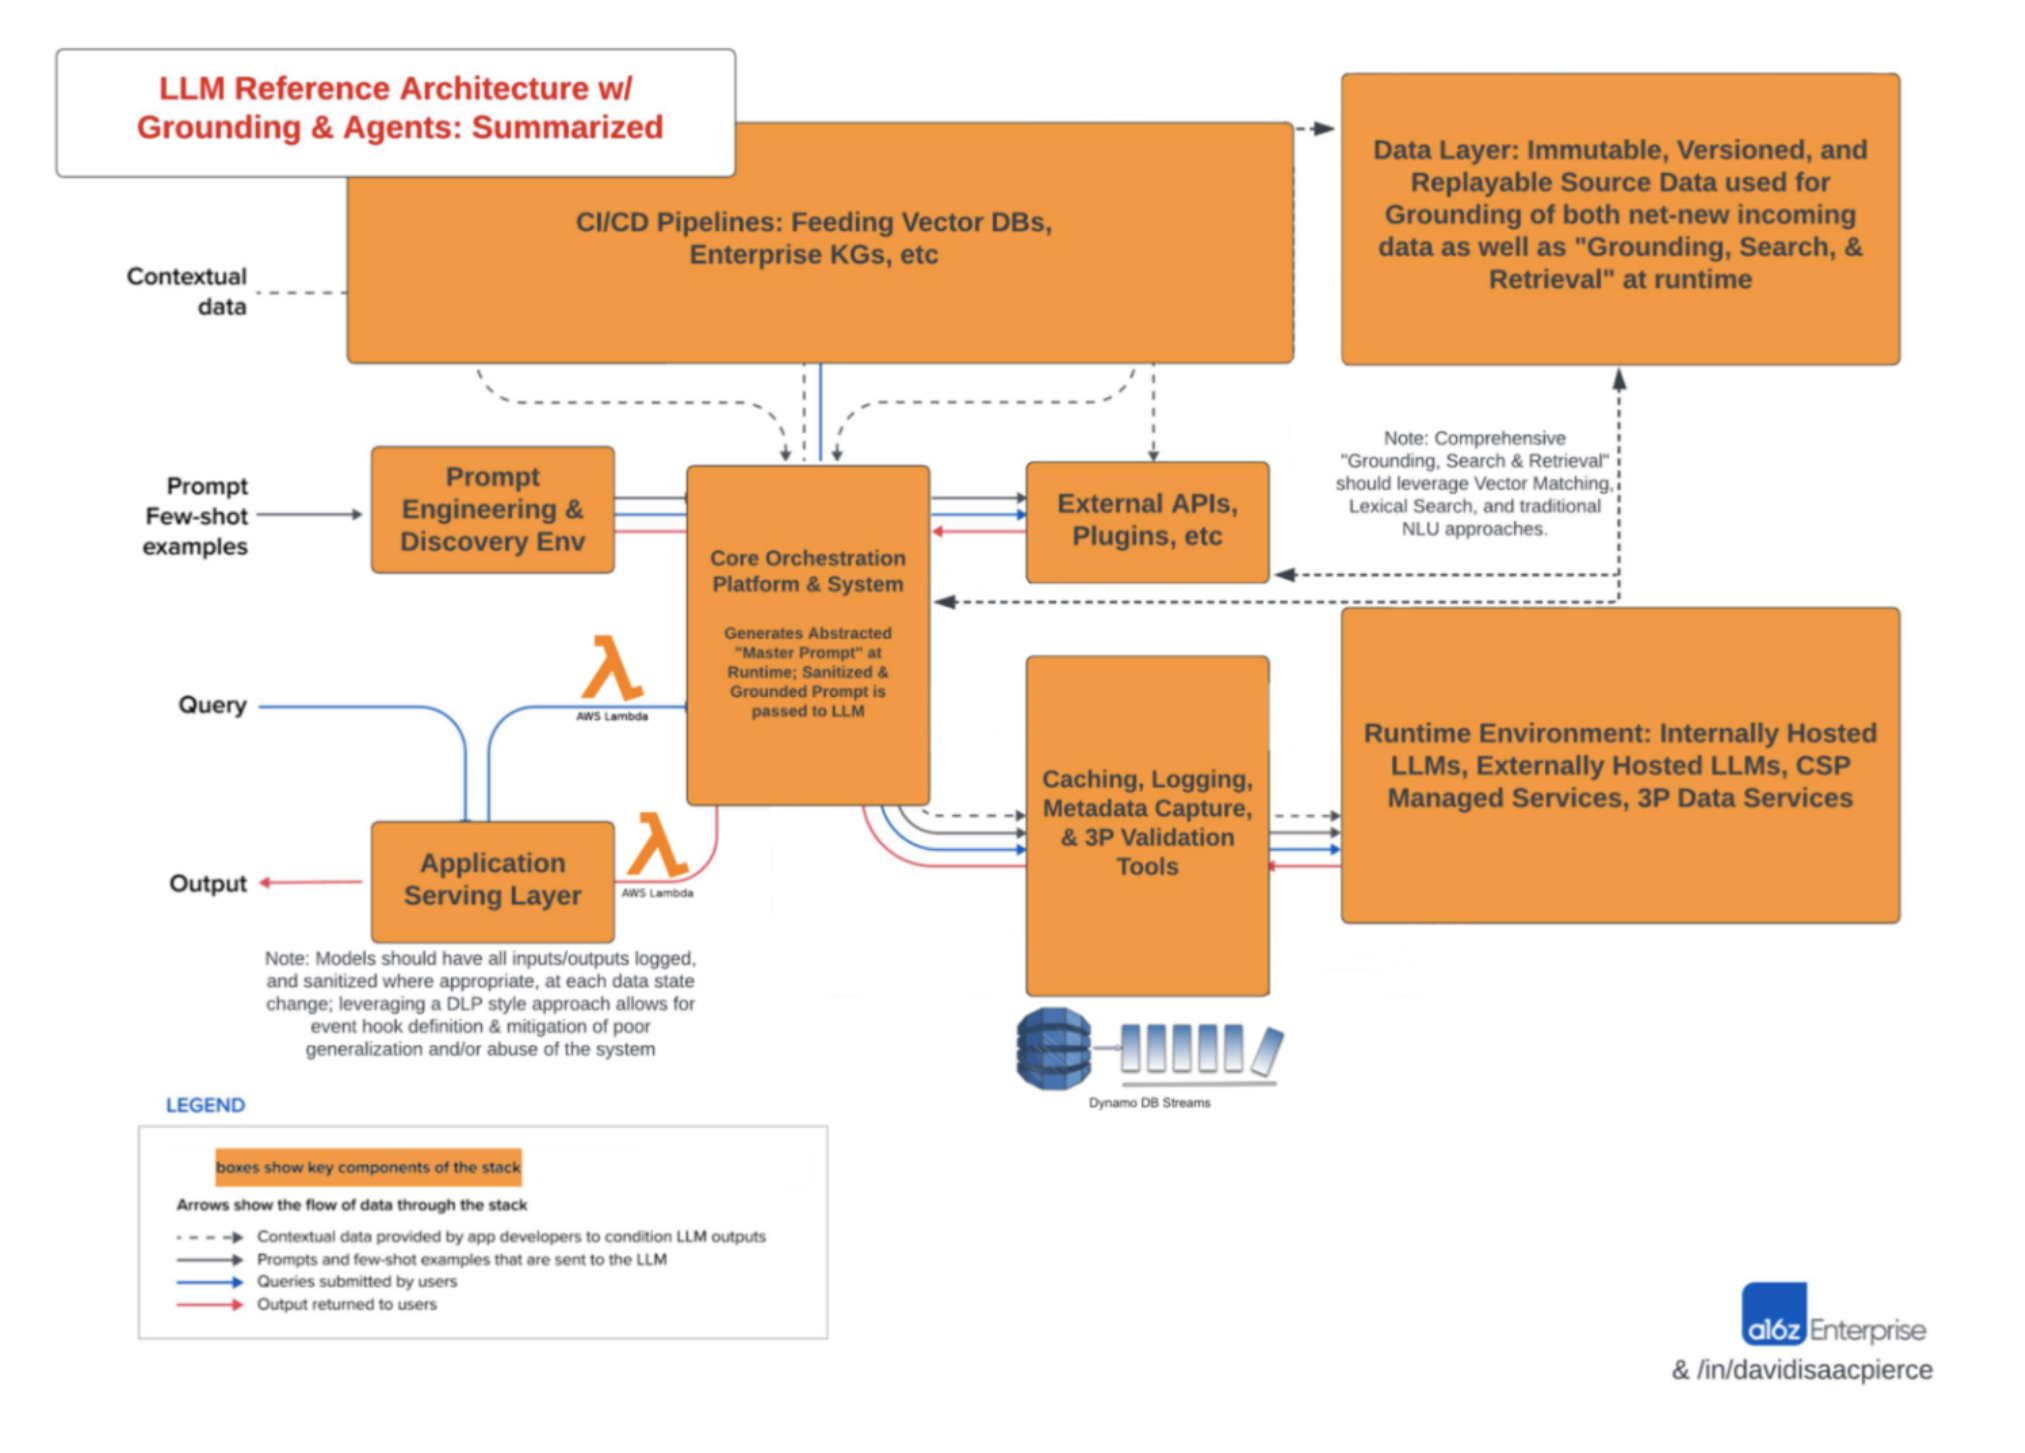 LLM Reference Architecture w/
Grounding & Agents: Summarized
CI/CD Pipelines: Feeding Vector DBs,
Enterprise KGs, etc
Data Layer: Immutable, Versioned, and
Replayable Source Data used for
Grounding of both net-new incoming
data as well as "Grounding, Search, &
Retrieval" at runtime
Contextual
data
Prompt
Few-shot
examples
Prompt
Engineering &
Discovery Env
Core Orchestration
Platform & System
Generates Abstracted
"Master Prompt" at
Runtime; Sanitized &
Grounded Prompt is
passed to LLM
External APIs,
Plugins, etc
Note: Comprehensive
"Grounding, Search & Retrieval"
should leverage Vector Matching,
Lexical Search, and traditional
NLU approaches.
Query
AWS Lambda
Output
Application
Serving Layer
AWS Lambda
Caching, Logging,
Metadata Capture,
& 3P Validation
Tools
Runtime Environment: Internally Hosted
LLMs, Externally Hosted LLMs, CSP
Managed Services, 3P Data Services
Note: Models should have all inputs/outputs logged,
and sanitized where appropriate, at each data state
change; leveraging a DLP style approach allows for
event hook definition & mitigation of poor
generalization and/or abuse of the system
Dynamo DB Streams
LEGEND
boxes show key components of the stack
Arrows show the flow of data through the stack
Contextual data provided by app developers to condition LLM outputs
Prompts and few-shot examples that are sent to the LLM
Queries submitted by users
Output returned to users
a16z Enterprise
& /in/davidisaacpierce